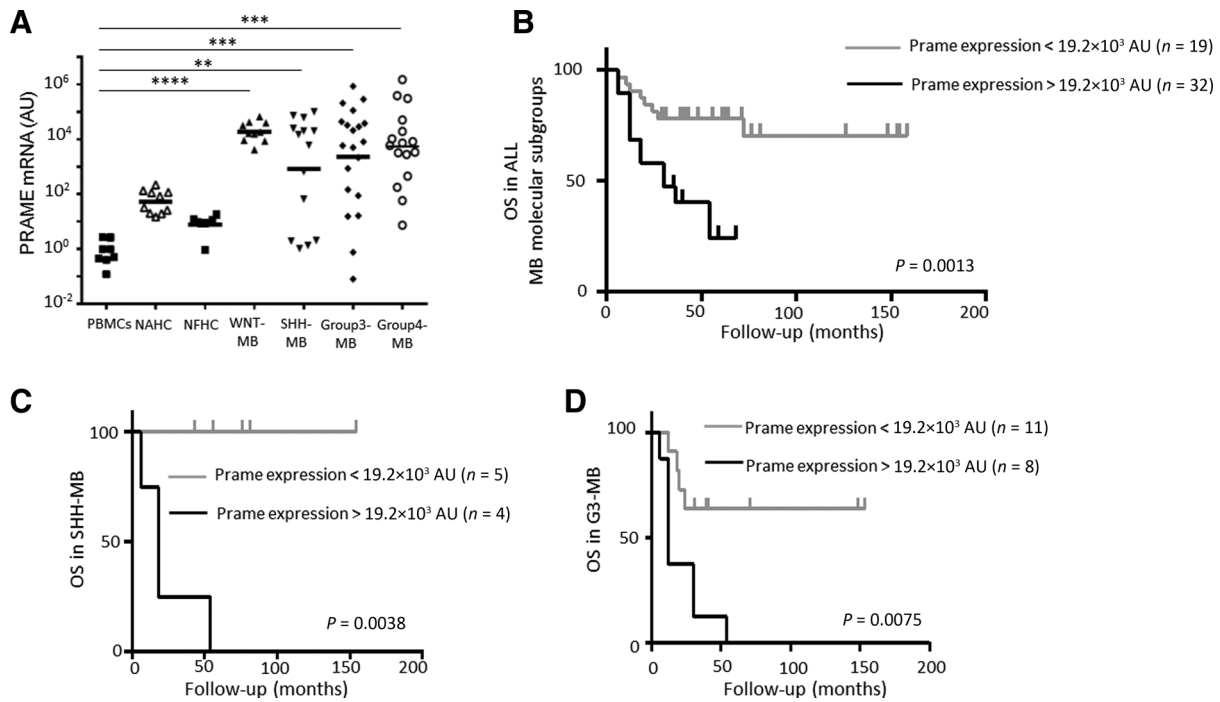 A
***
***
**
****
PRAME mRNA (AU)
10⁶
10⁴
10²
10⁰
10⁻²
PBMCs NAHC NFHC WNT-MB SHH-MB Group3-MB Group4-MB
B
Prame expression < 19.2×10³ AU (n = 19)
Prame expression > 19.2×10³ AU (n = 32)
OS in ALL
MB molecular subgroups
100
50
0
P = 0.0013
0 50 100 150 200
Follow-up (months)
C
OS in SHH-MB
100
50
0
Prame expression < 19.2×10³ AU (n = 5)
Prame expression > 19.2×10³ AU (n = 4)
P = 0.0038
0 50 100 150 200
Follow-up (months)
D
OS in G3-MB
100
50
0
Prame expression < 19.2×10³ AU (n = 11)
Prame expression > 19.2×10³ AU (n = 8)
P = 0.0075
0 50 100 150 200
Follow-up (months)